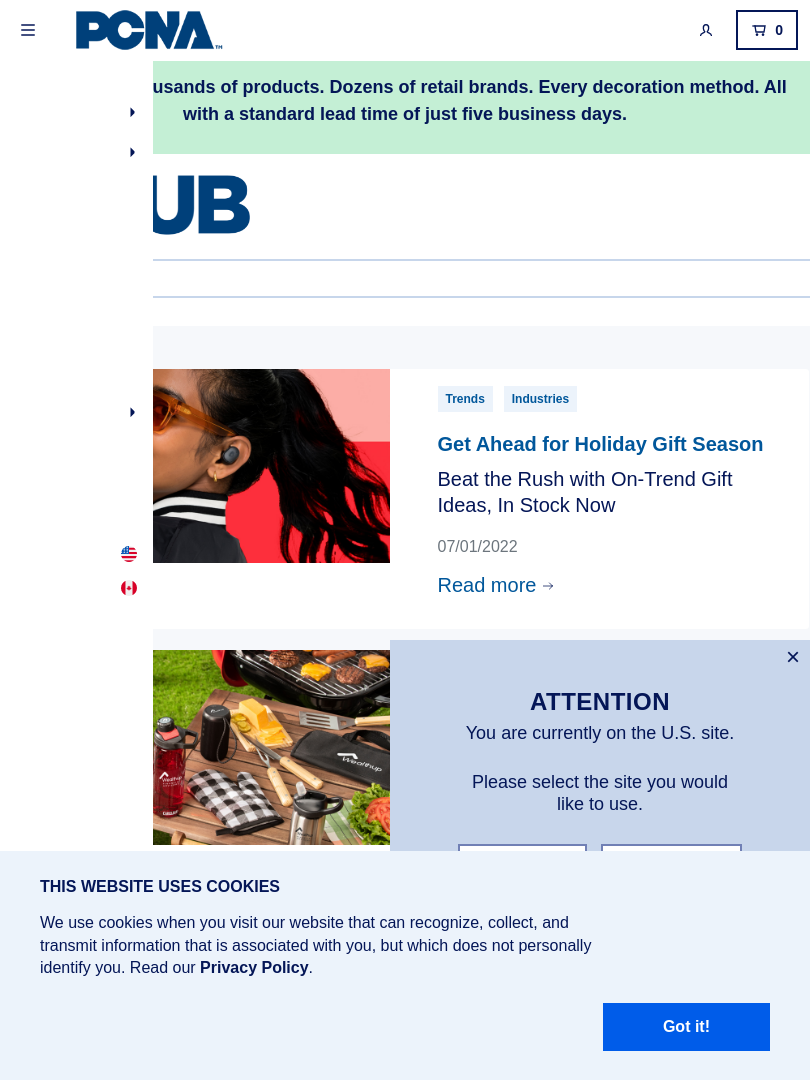 PCNA
0
usands of products. Dozens of retail brands. Every decoration method. All
with a standard lead time of just five business days.
UB
Trends
Industries
Get Ahead for Holiday Gift Season
Beat the Rush with On-Trend Gift
Ideas, In Stock Now
07/01/2022
Read more
Wealthup
ATTENTION
You are currently on the U.S. site.
Please select the site you would
like to use.
THIS WEBSITE USES COOKIES
We use cookies when you visit our website that can recognize, collect, and
transmit information that is associated with you, but which does not personally
identify you. Read our Privacy Policy.
Got it!